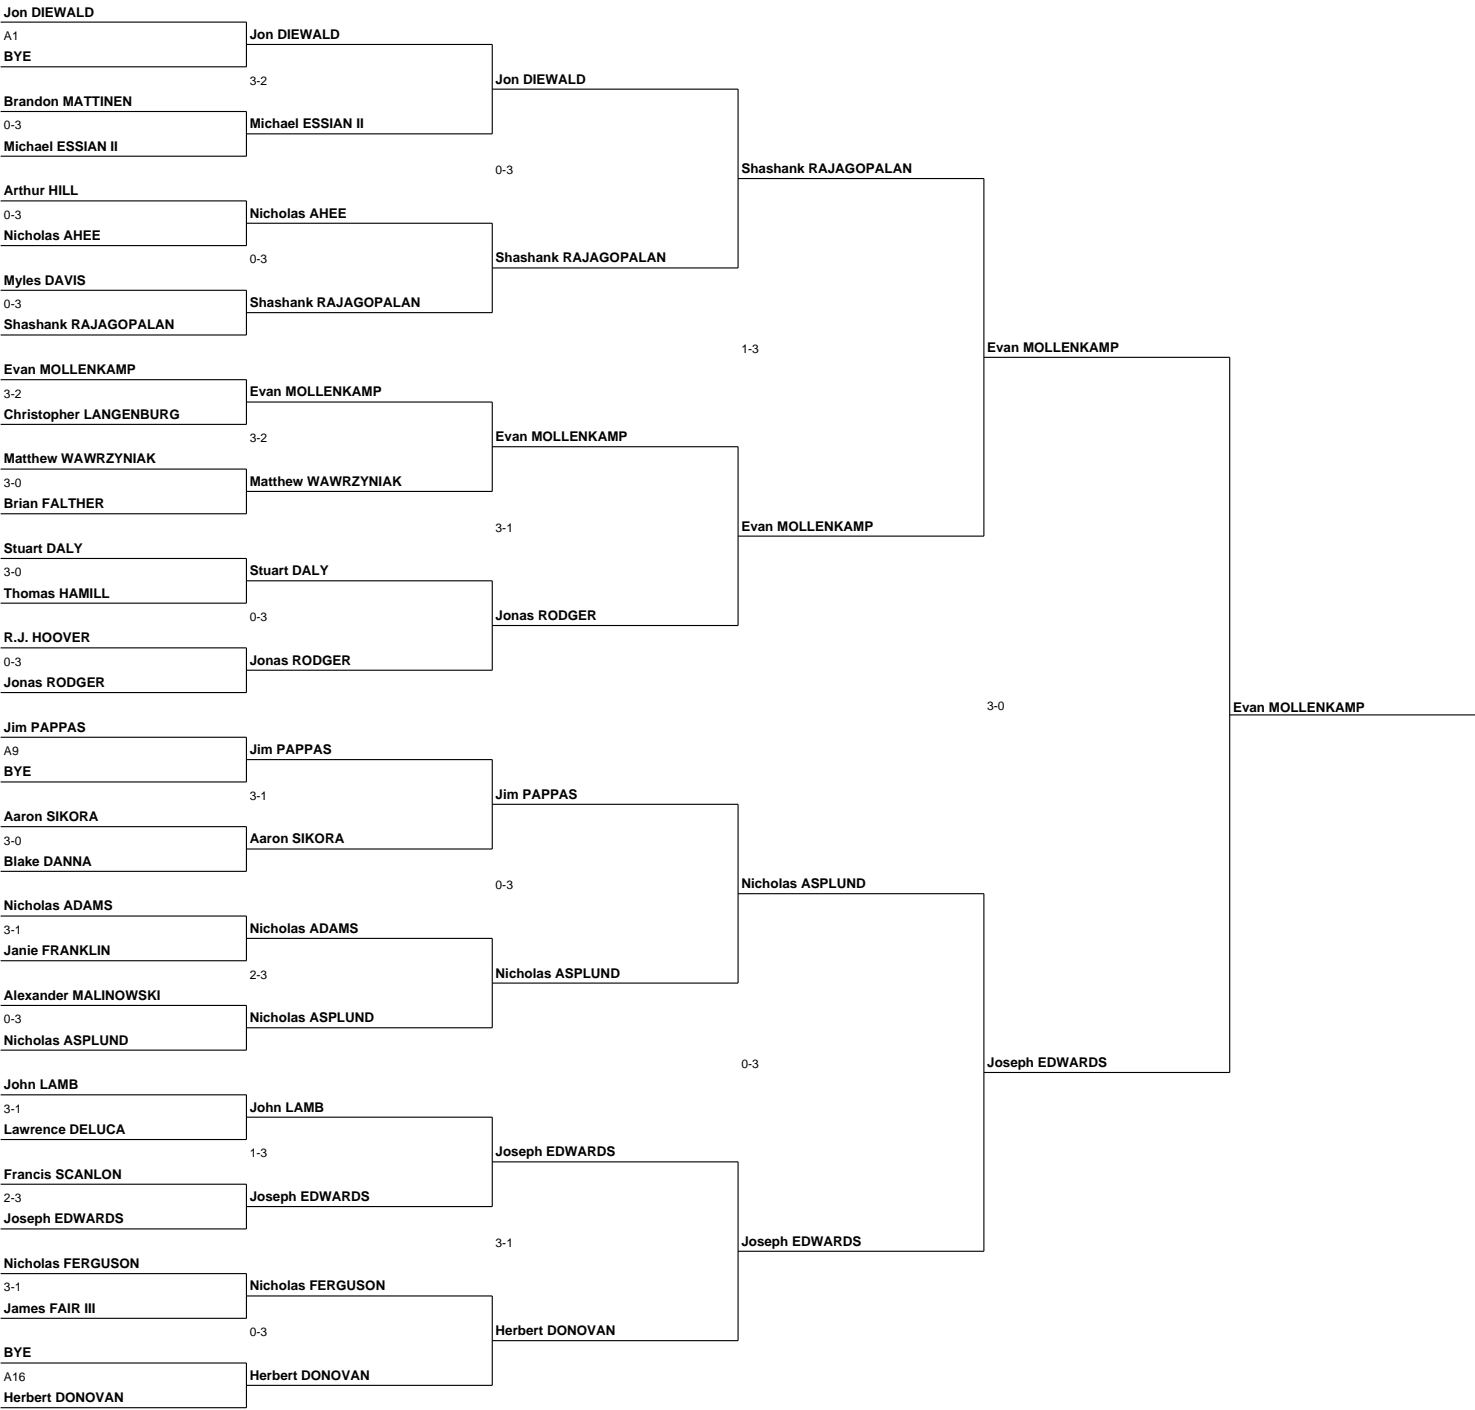 Jon DIEWALD
A1
BYE
Brandon MATTINEN
0-3
Michael ESSIAN II
Arthur HILL
0-3
Nicholas AHEE
Myles DAVIS
0-3
Shashank RAJAGOPALAN
Evan MOLLENKAMP
3-2
Christopher LANGENBURG
Matthew WAWRZYNIAK
3-0
Brian FALTHER
Stuart DALY
3-0
Thomas HAMILL
R.J. HOOVER
0-3
Jonas RODGER
Jim PAPPAS
A9
BYE
Aaron SIKORA
3-0
Blake DANNA
Nicholas ADAMS
3-1
Janie FRANKLIN
Alexander MALINOWSKI
0-3
Nicholas ASPLUND
John LAMB
3-1
Lawrence DELUCA
Francis SCANLON
2-3
Joseph EDWARDS
Nicholas FERGUSON
3-1
James FAIR III
BYE
A16
Herbert DONOVAN
Jon DIEWALD
3-2
Michael ESSIAN II
Nicholas AHEE
0-3
Shashank RAJAGOPALAN
Evan MOLLENKAMP
3-2
Matthew WAWRZYNIAK
Stuart DALY
0-3
Jonas RODGER
Jim PAPPAS
3-1
Aaron SIKORA
Nicholas ADAMS
2-3
Nicholas ASPLUND
John LAMB
1-3
Joseph EDWARDS
Nicholas FERGUSON
0-3
Herbert DONOVAN
Jon DIEWALD
0-3
Shashank RAJAGOPALAN
Evan MOLLENKAMP
3-1
Jonas RODGER
Jim PAPPAS
0-3
Nicholas ASPLUND
Joseph EDWARDS
3-1
Herbert DONOVAN
Shashank RAJAGOPALAN
1-3
Evan MOLLENKAMP
Nicholas ASPLUND
0-3
Joseph EDWARDS
Evan MOLLENKAMP
3-0
Joseph EDWARDS
Evan MOLLENKAMP